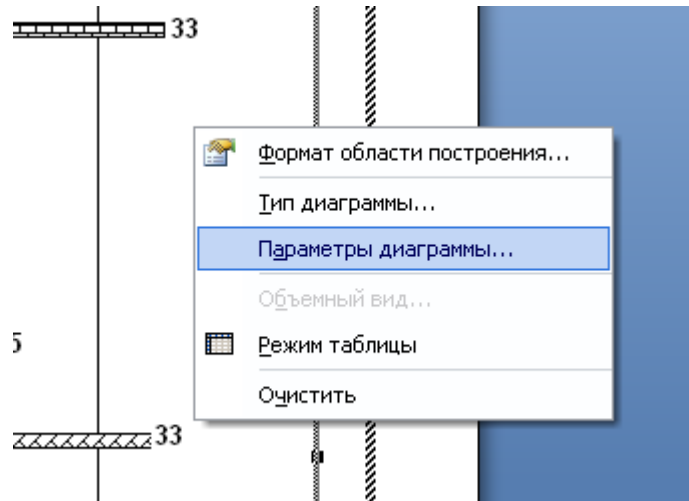 33
Формат области построения...
Тип диаграммы...
Параметры диаграммы...
Объемный вид...
5
Режим таблицы
Очистить
33